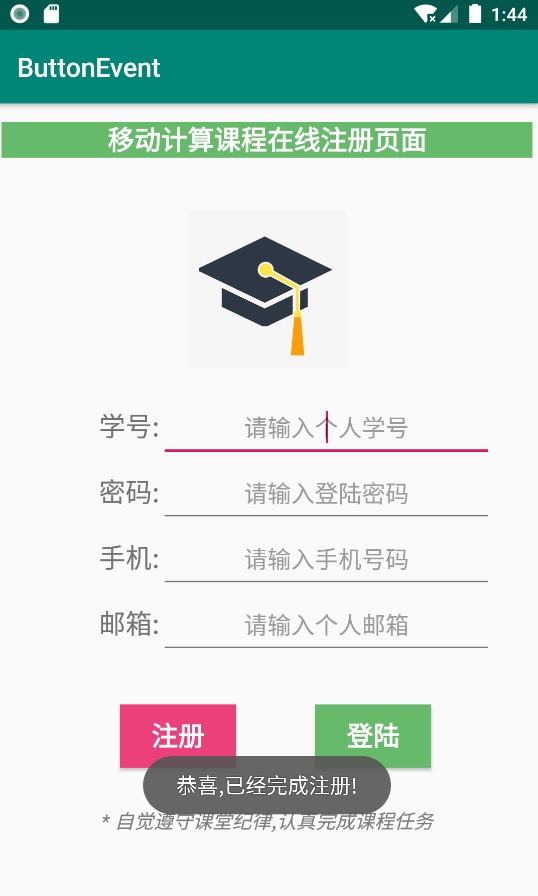 1:44
ButtonEvent
移动计算课程在线注册页面
学号: 请输入个人学号
密码: 请输入登陆密码
手机: 请输入手机号码
邮箱: 请输入个人邮箱
注册 登陆
恭喜,已经完成注册!
* 自觉遵守课堂纪律,认真完成课程任务